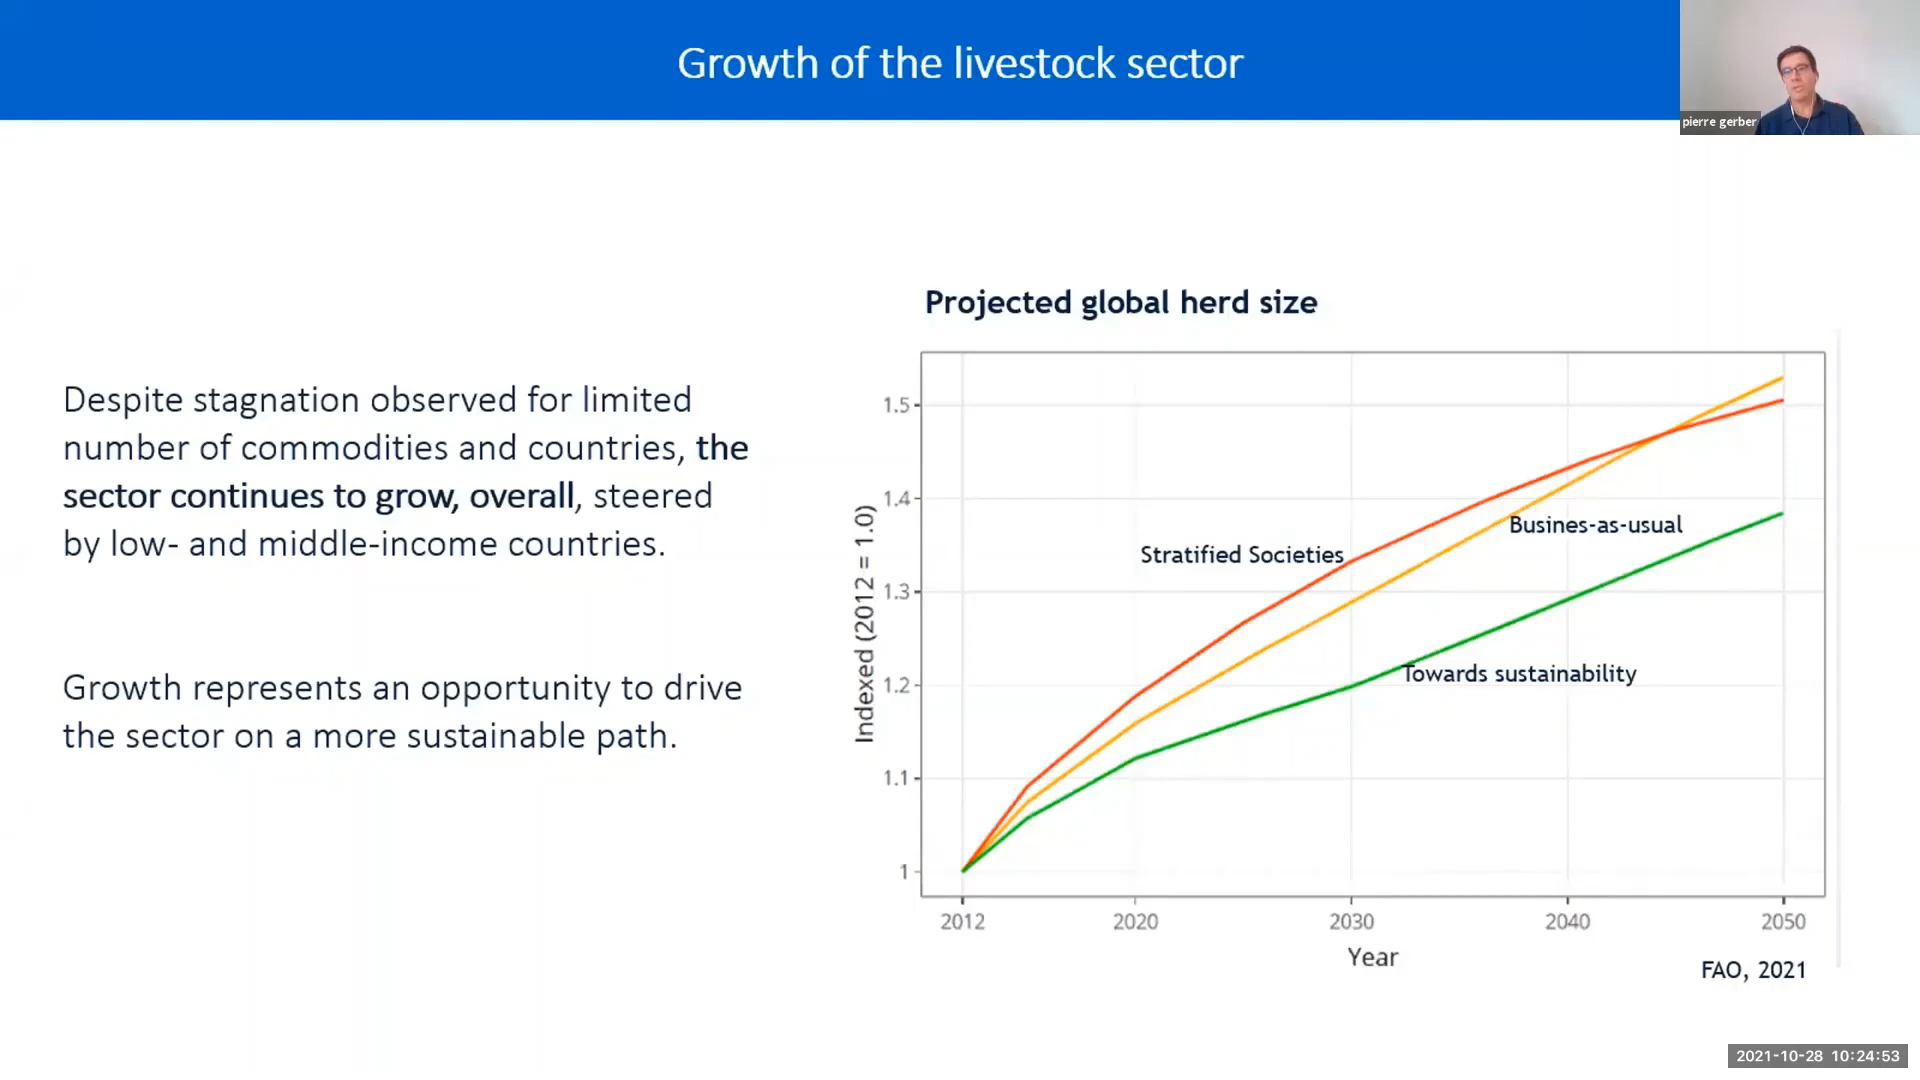 Growth of the livestock sector
pierre gerber
Despite stagnation observed for limited
number of commodities and countries, the
sector continues to grow, overall, steered
by low- and middle-income countries.
Growth represents an opportunity to drive
the sector on a more sustainable path.
Projected global herd size
Indexed (2012 = 1.0)
1.5
1.4
1.3
1.2
1.1
1
Stratified Societies
Busines-as-usual
Towards sustainability
2012 2020 2030 2040 2050
Year
FAO, 2021
2021-10-28 10:24:53